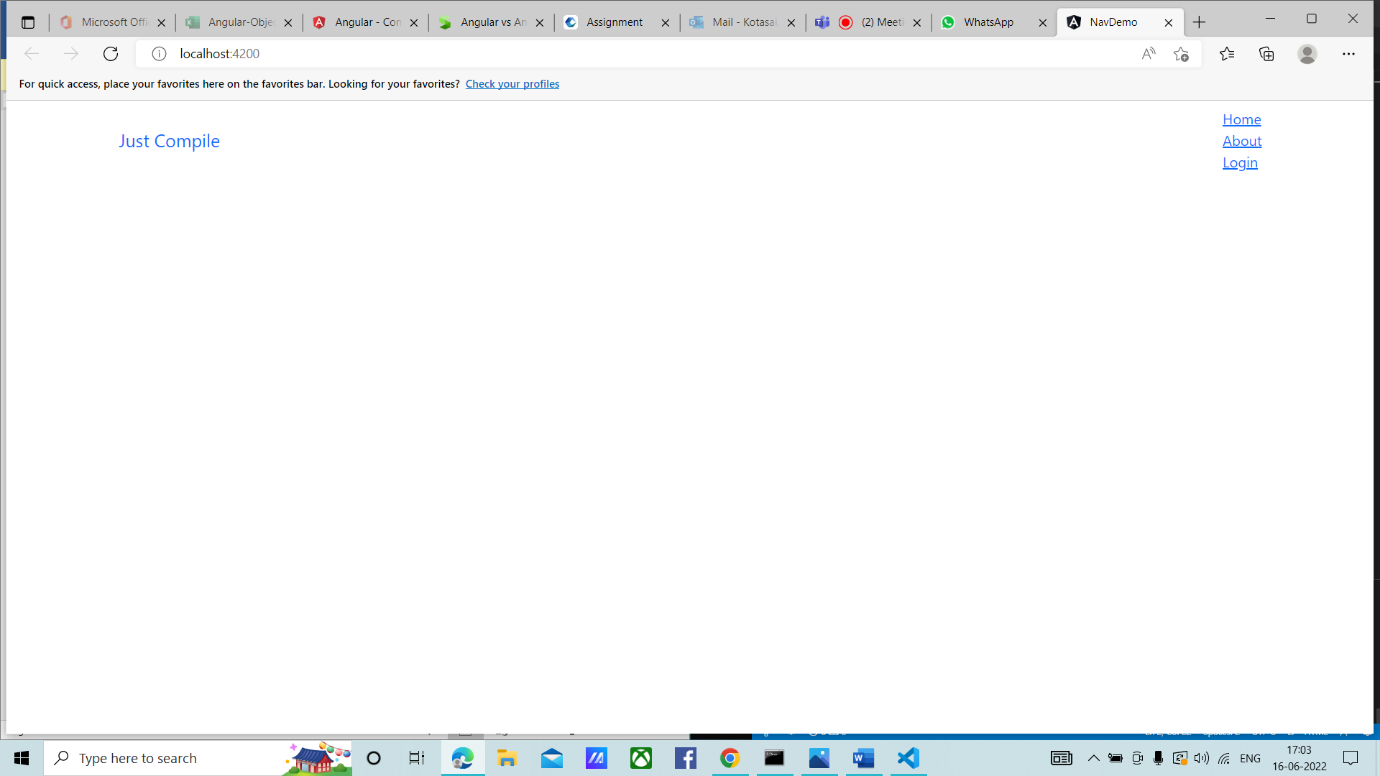 Microsoft Offi
Angular-Obje
Angular - Con
Angular vs An
Assignment
Mail - Kotasai
(2) Meeti
WhatsApp
NavDemo
localhost:4200
For quick access, place your favorites here on the favorites bar. Looking for your favorites? Check your profiles
Home
Just Compile
About
Login
Type here to search
ENG
17:03
16-06-2022